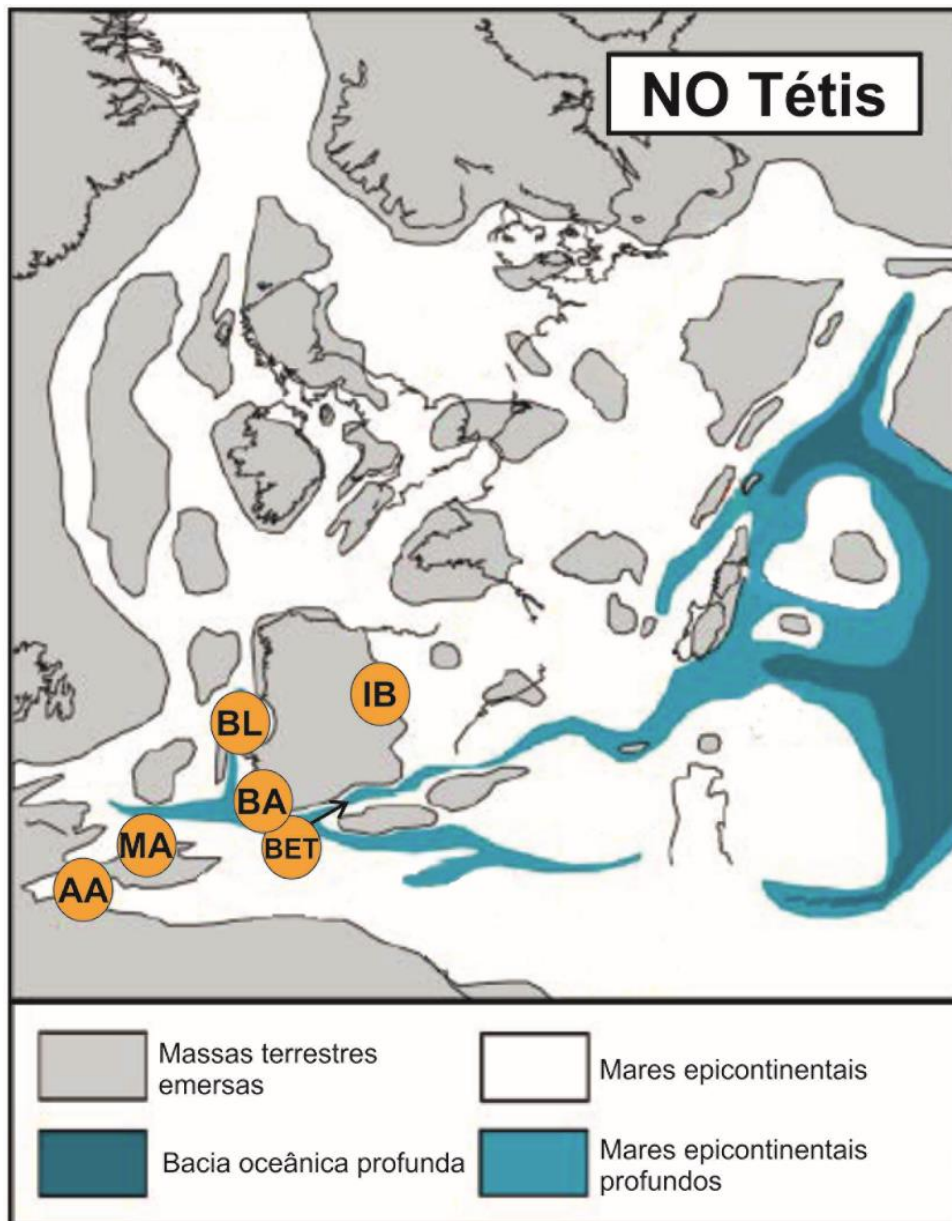 NO Tétis
IB
BL
BA
BET
MA
AA
Massas terrestres
emersas
Mares epicontinentais
Bacia oceânica profunda
Mares epicontinentais
profundos